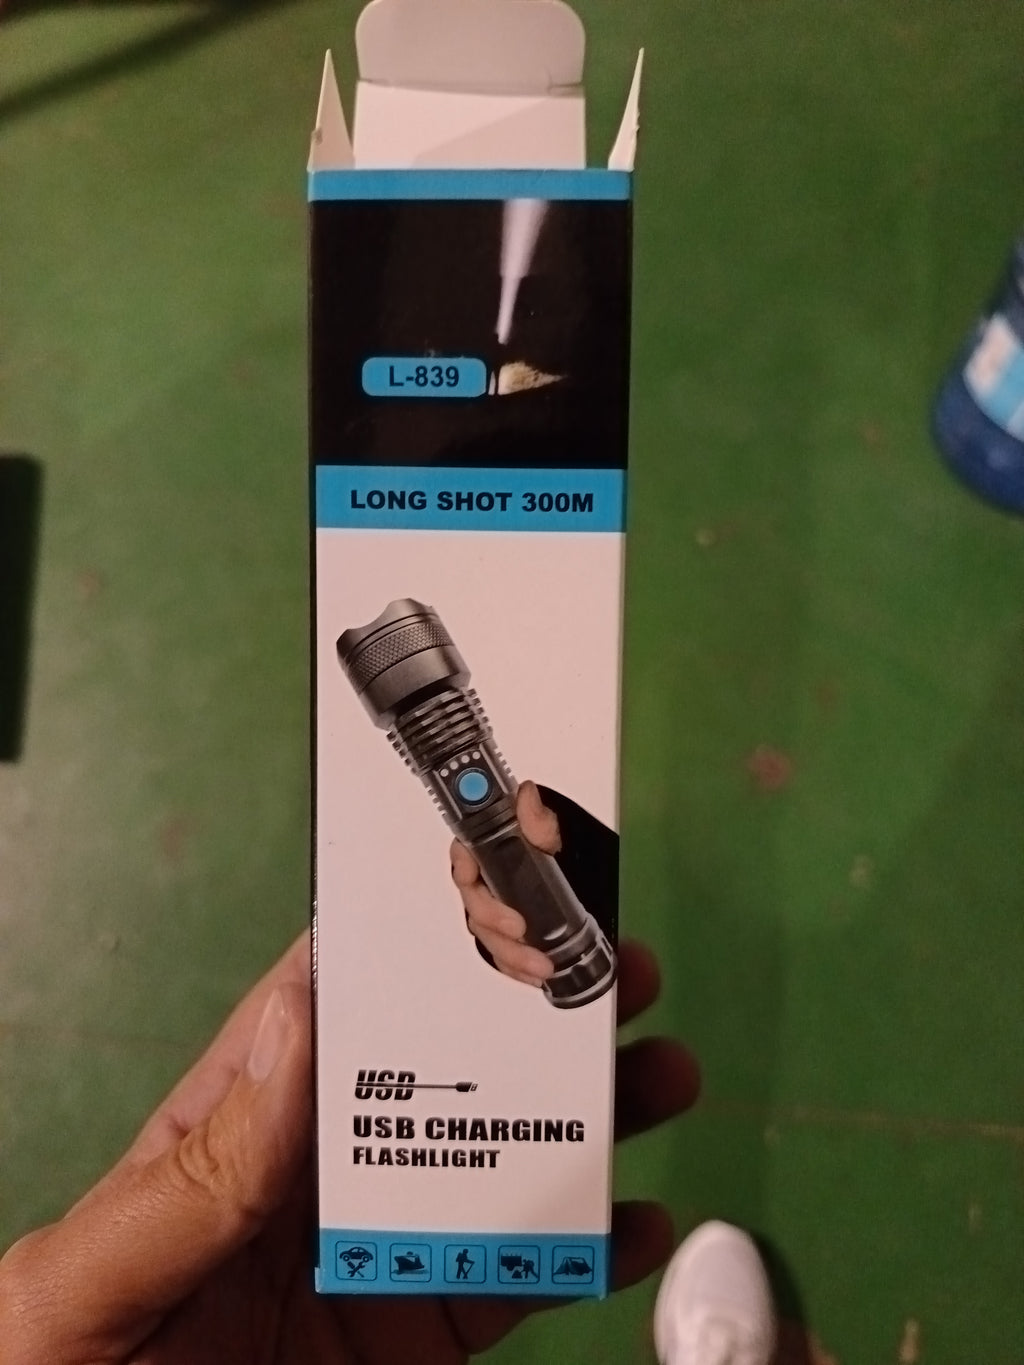 L-839
LONG SHOT 300M
USB
USB CHARGING
FLASHLIGHT